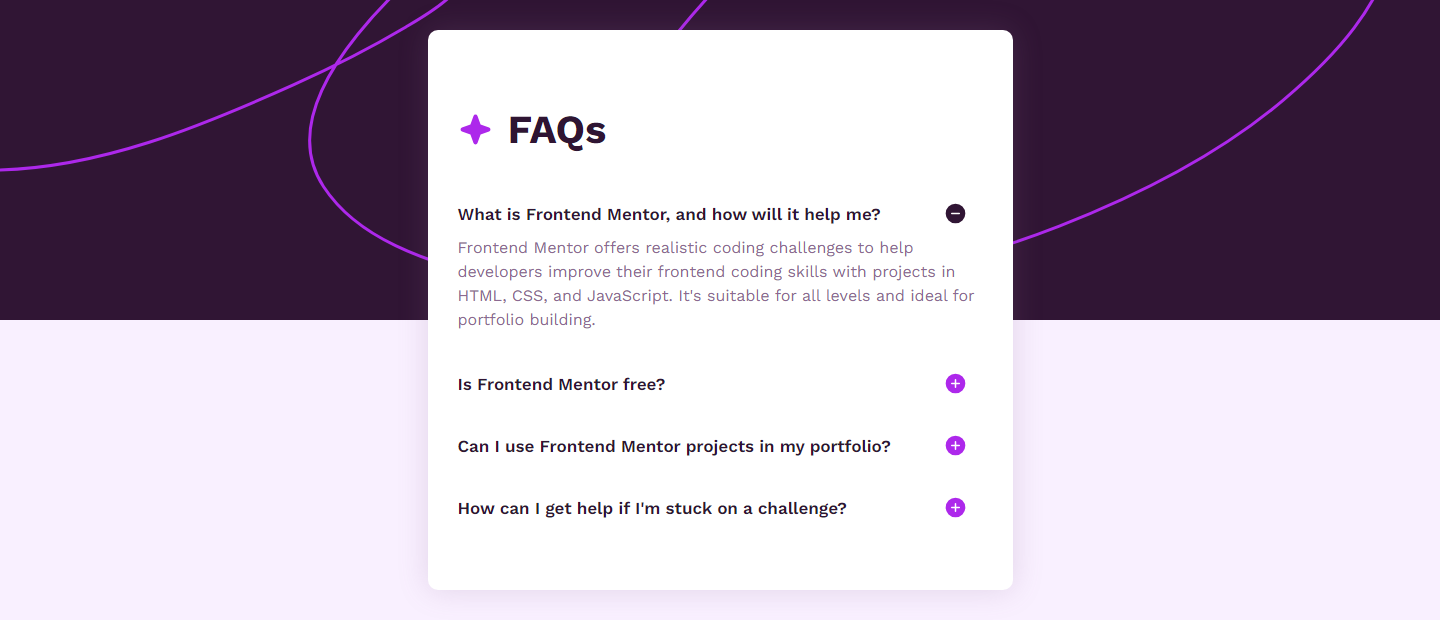 FAQs
What is Frontend Mentor, and how will it help me?
Frontend Mentor offers realistic coding challenges to help
developers improve their frontend coding skills with projects in
HTML, CSS, and JavaScript. It's suitable for all levels and ideal for
portfolio building.
Is Frontend Mentor free?
Can I use Frontend Mentor projects in my portfolio?
How can I get help if I'm stuck on a challenge?